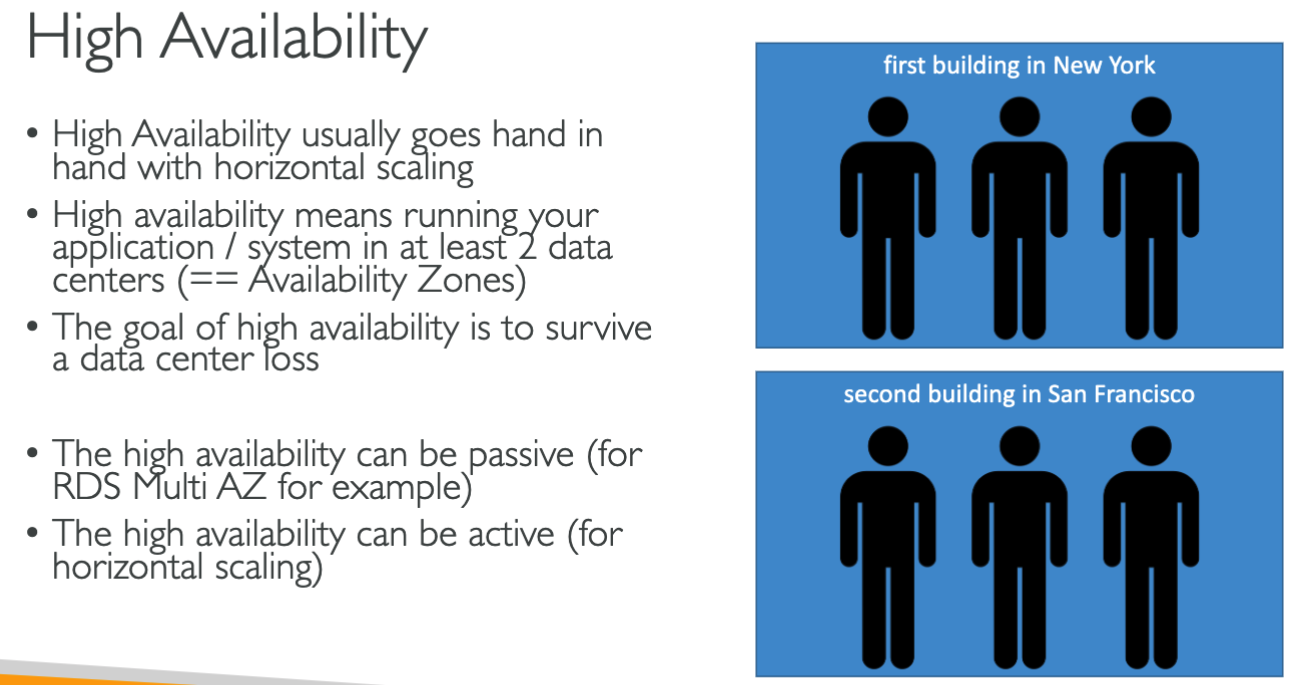 High Availability
• High Availability usually goes hand in
hand with horizontal scaling
• High availability means running your
application / system in at least 2 data
centers (== Availability Zones)
• The goal of high availability is to survive
a data center loss
• The high availability can be passive (for
RDS Multi AZ for example)
• The high availability can be active (for
horizontal scaling)
first building in New York
second building in San Francisco